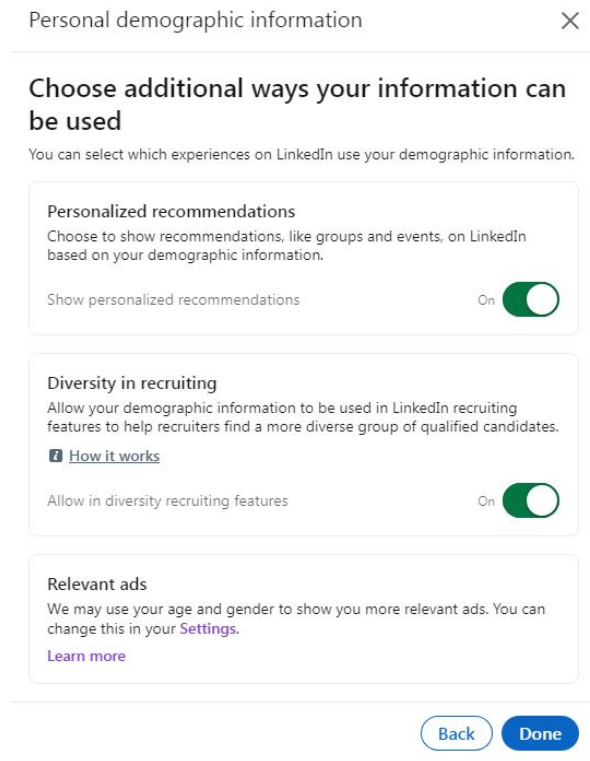 Personal demographic information
Choose additional ways your information can
be used
You can select which experiences on LinkedIn use your demographic information.
Personalized recommendations
Choose to show recommendations, like groups and events, on LinkedIn
based on your demographic information.
Show personalized recommendations On
Diversity in recruiting
Allow your demographic information to be used in LinkedIn recruiting
features to help recruiters find a more diverse group of qualified candidates.
How it works
Allow in diversity recruiting features On
Relevant ads
We may use your age and gender to show you more relevant ads. You can
change this in your Settings.
Learn more
Back Done